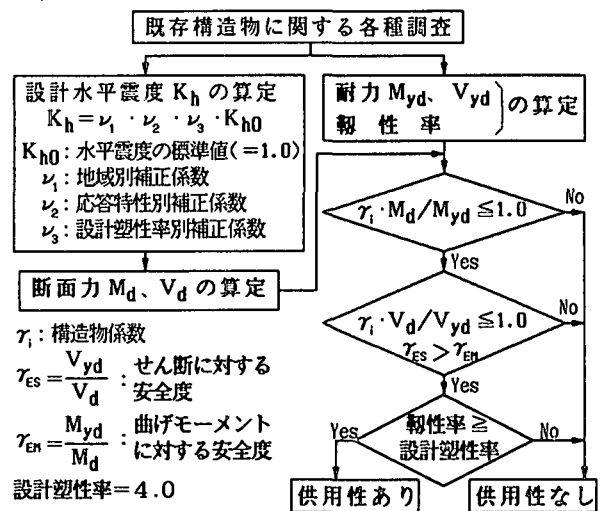 既存構造物に関する各種調査
設計水平震度 Kh の算定
Kh=ν1・ν2・ν3・Kh0
Kh0:水平震度の標準値(=1.0)
ν1:地域別補正係数
ν2:応答特性別補正係数
ν3:設計塑性率別補正係数
断面力 Md、Vd の算定
耐力 Myd、Vyd
靱性率
の算定
γi・Md/Myd≦1.0
No
Yes
γi・Vd/Vyd≦1.0
γES>γEM
No
Yes
靱性率≧
設計塑性率
Yes
No
供用性あり
供用性なし
γi:構造物係数
γES=Vyd/Vd:せん断に対する
安全度
γEM=Myd/Md:曲げモーメント
に対する安全度
設計塑性率=4.0